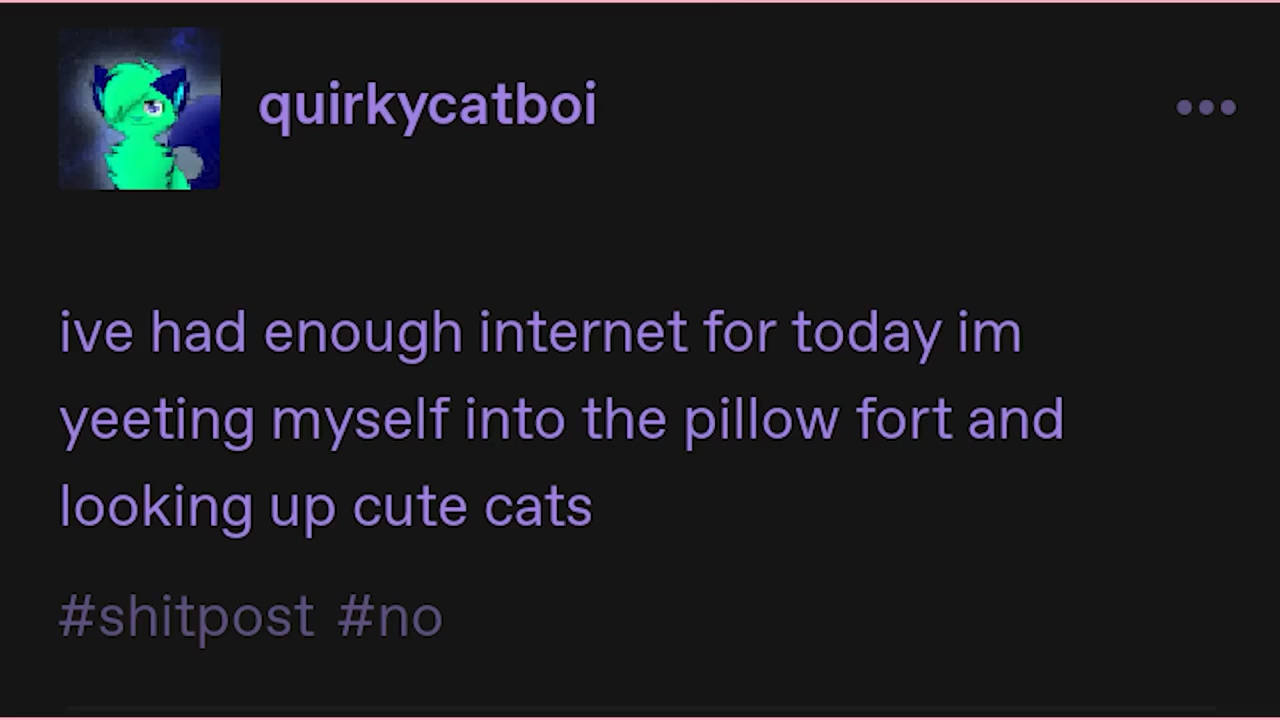 quirkycatboi
ive had enough internet for today im
yeeting myself into the pillow fort and
looking up cute cats
#shitpost #no